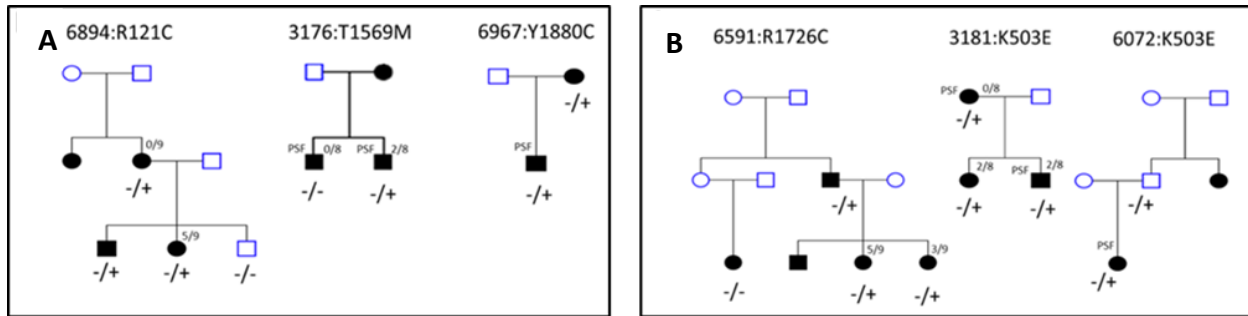 A
6894:R121C
3176:T1569M
6967:Y1880C
-/+
0/9
PSF 0/8
PSF 2/8
PSF
-/+
-/-
-/+
-/+
5/9
-/+
-/+
-/-
B
6591:R1726C
3181:K503E
6072:K503E
PSF 0/8
-/+
2/8
PSF 2/8
-/+
-/+
-/+
-/+
5/9
3/9
PSF
-/-
-/+
-/+
-/+